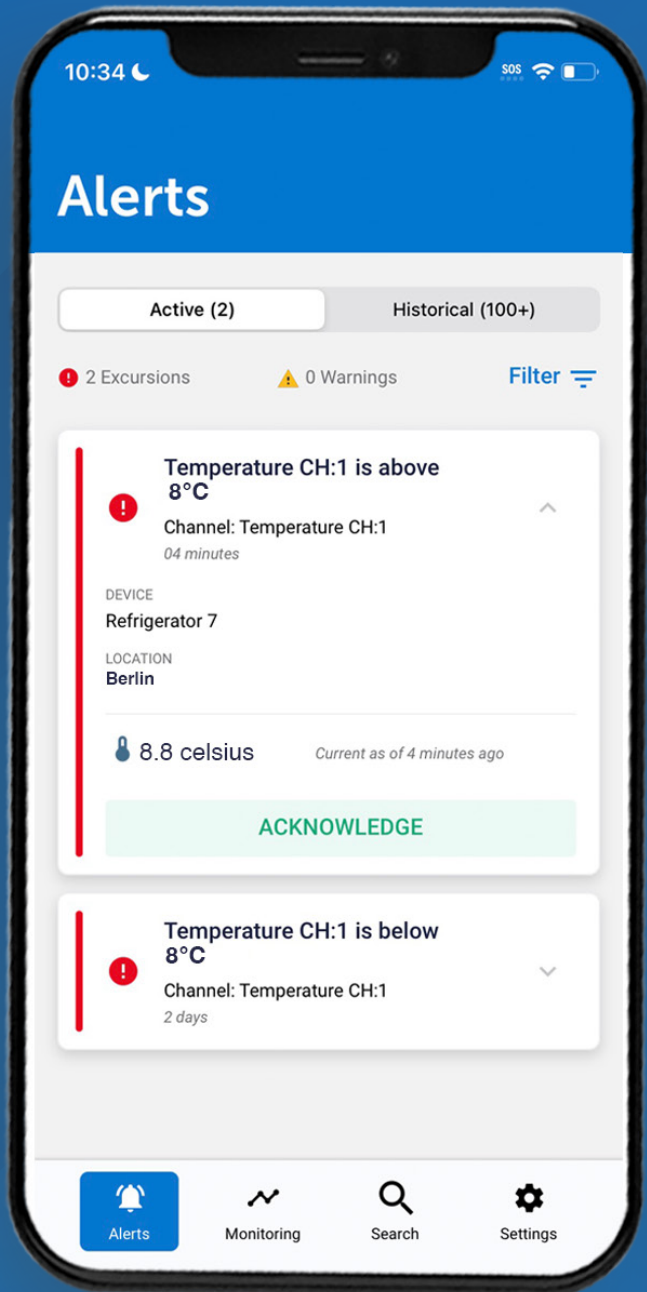 10:34 SOS
Alerts
Active (2) Historical (100+)
2 Excursions 0 Warnings Filter
Temperature CH:1 is above
8°C
Channel: Temperature CH:1
04 minutes
DEVICE
Refrigerator 7
LOCATION
Berlin
8.8 celsius Current as of 4 minutes ago
ACKNOWLEDGE
Temperature CH:1 is below
8°C
Channel: Temperature CH:1
2 days
Alerts Monitoring Search Settings